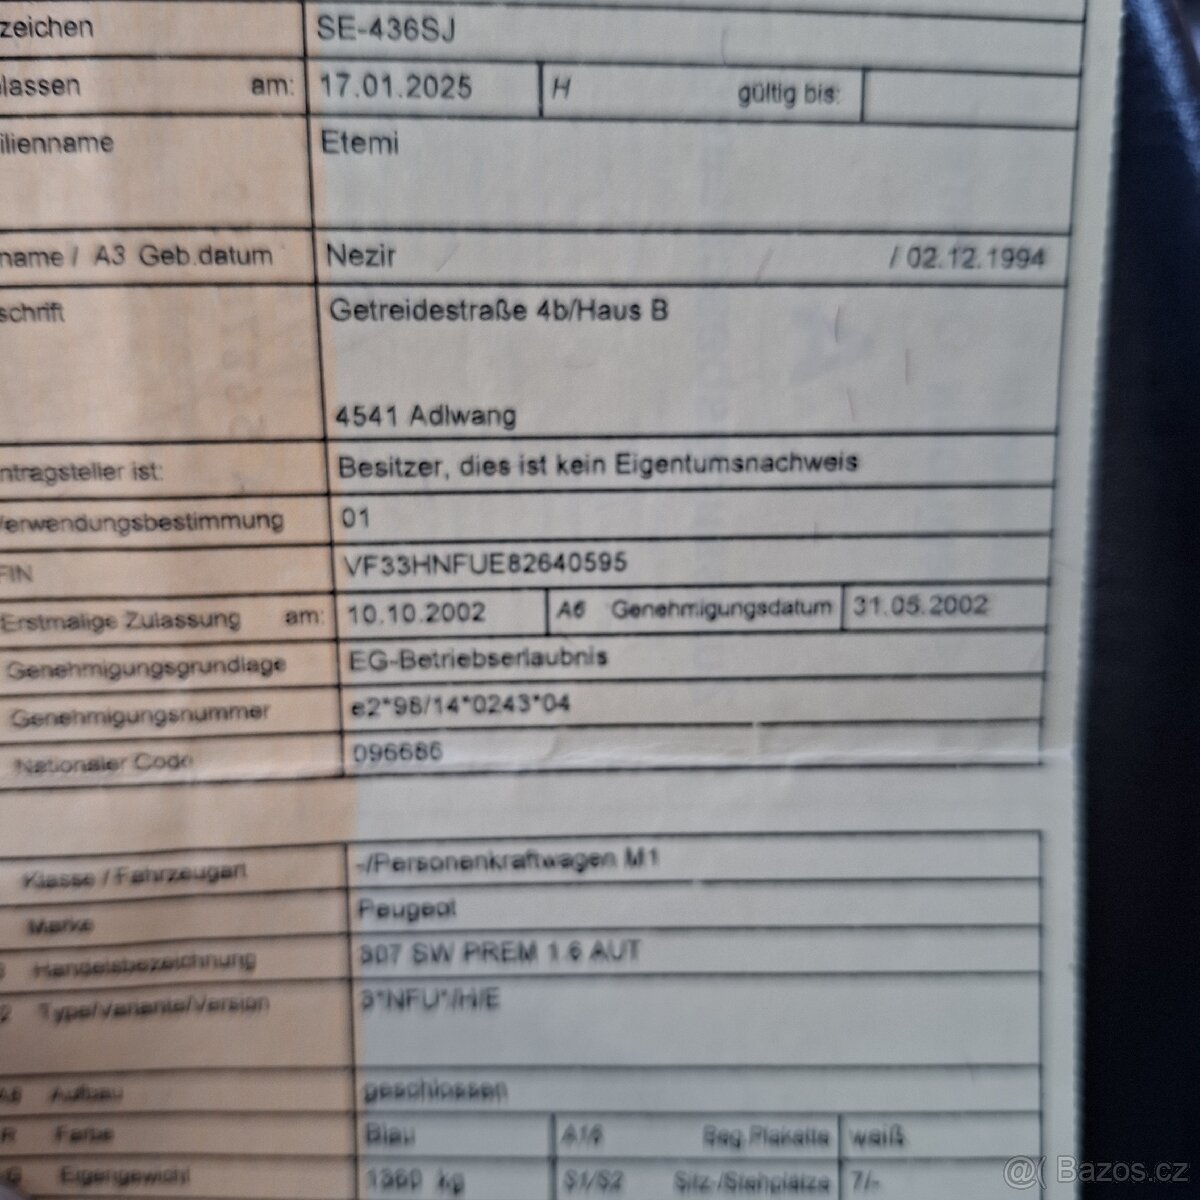 zeichen SE-436SJ
elassen am: 17.01.2025 H gültig bis:
ilienname Etemi
name / A3 Geb.datum Nezir / 02.12.1994
schrift Getreidestraße 4b/Haus B
4541 Adlwang
ntragsteller ist: Besitzer, dies ist kein Eigentumsnachweis
Verwendungsbestimmung 01
FIN VF33HNFUE82640595
Erstmalige Zulassung am: 10.10.2002 A6 Genehmigungsdatum 31.05.2002
Genehmigungsgrundlage EG-Betriebserlaubnis
Genehmigungsnummer e2*98/14*0243*04
Nationaler Code 096686
Klasse / Fahrzeugart -/Personenkraftwagen M1
Marke Peugeot
Handelsbezeichnung 307 SW PREM 1.6 AUT
2 Type/Variante/Version 3*NFU*/H/E
Aufbau geschlossen
R Farbe Blau A16 Beg.Plakette weiß
G Eigengewicht 1360 kg S1/S2 Sitz-/Stehplätze 7/-
@( Bazos.cz